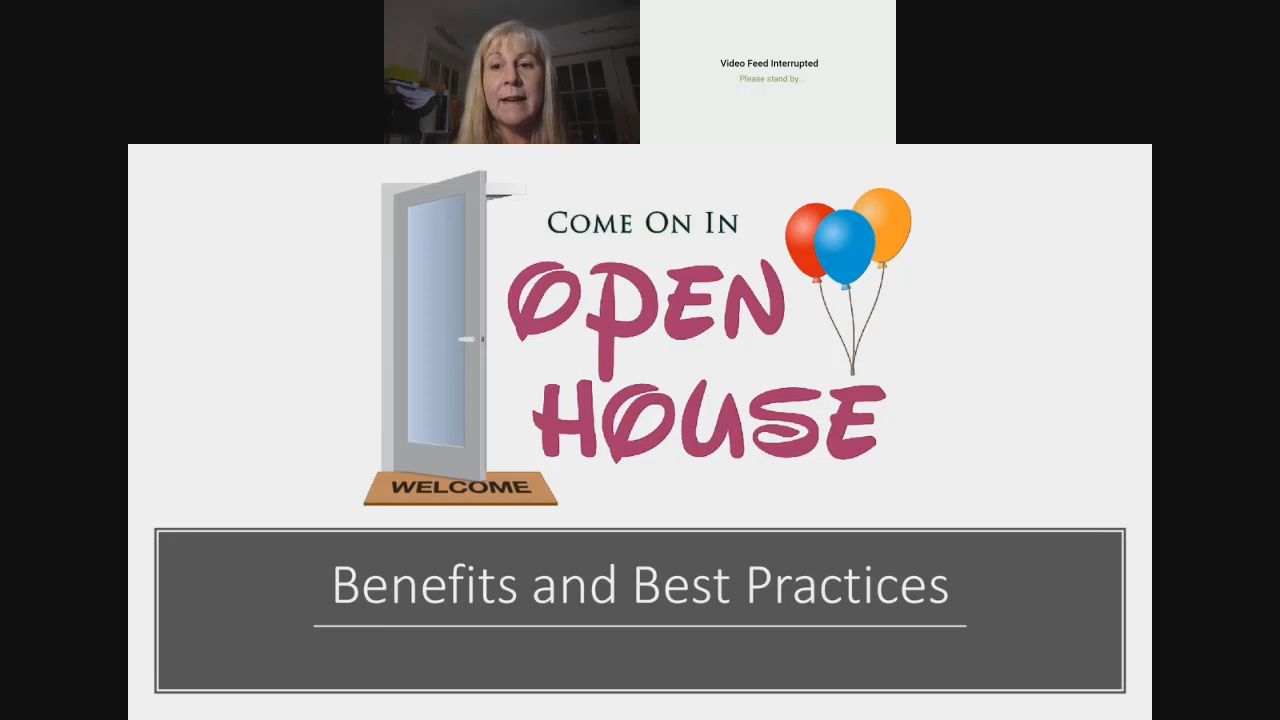 Video Feed Interrupted
Please stand by...
COME ON IN
OPEN
HOUSE
WELCOME
Benefits and Best Practices